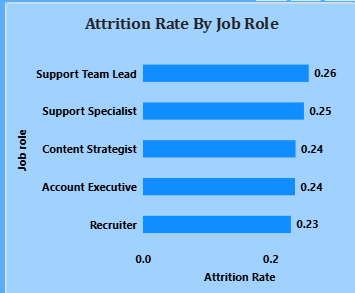 Attrition Rate By Job Role
Job role
Support Team Lead 0.26
Support Specialist 0.25
Content Strategist 0.24
Account Executive 0.24
Recruiter 0.23
0.0 0.2
Attrition Rate